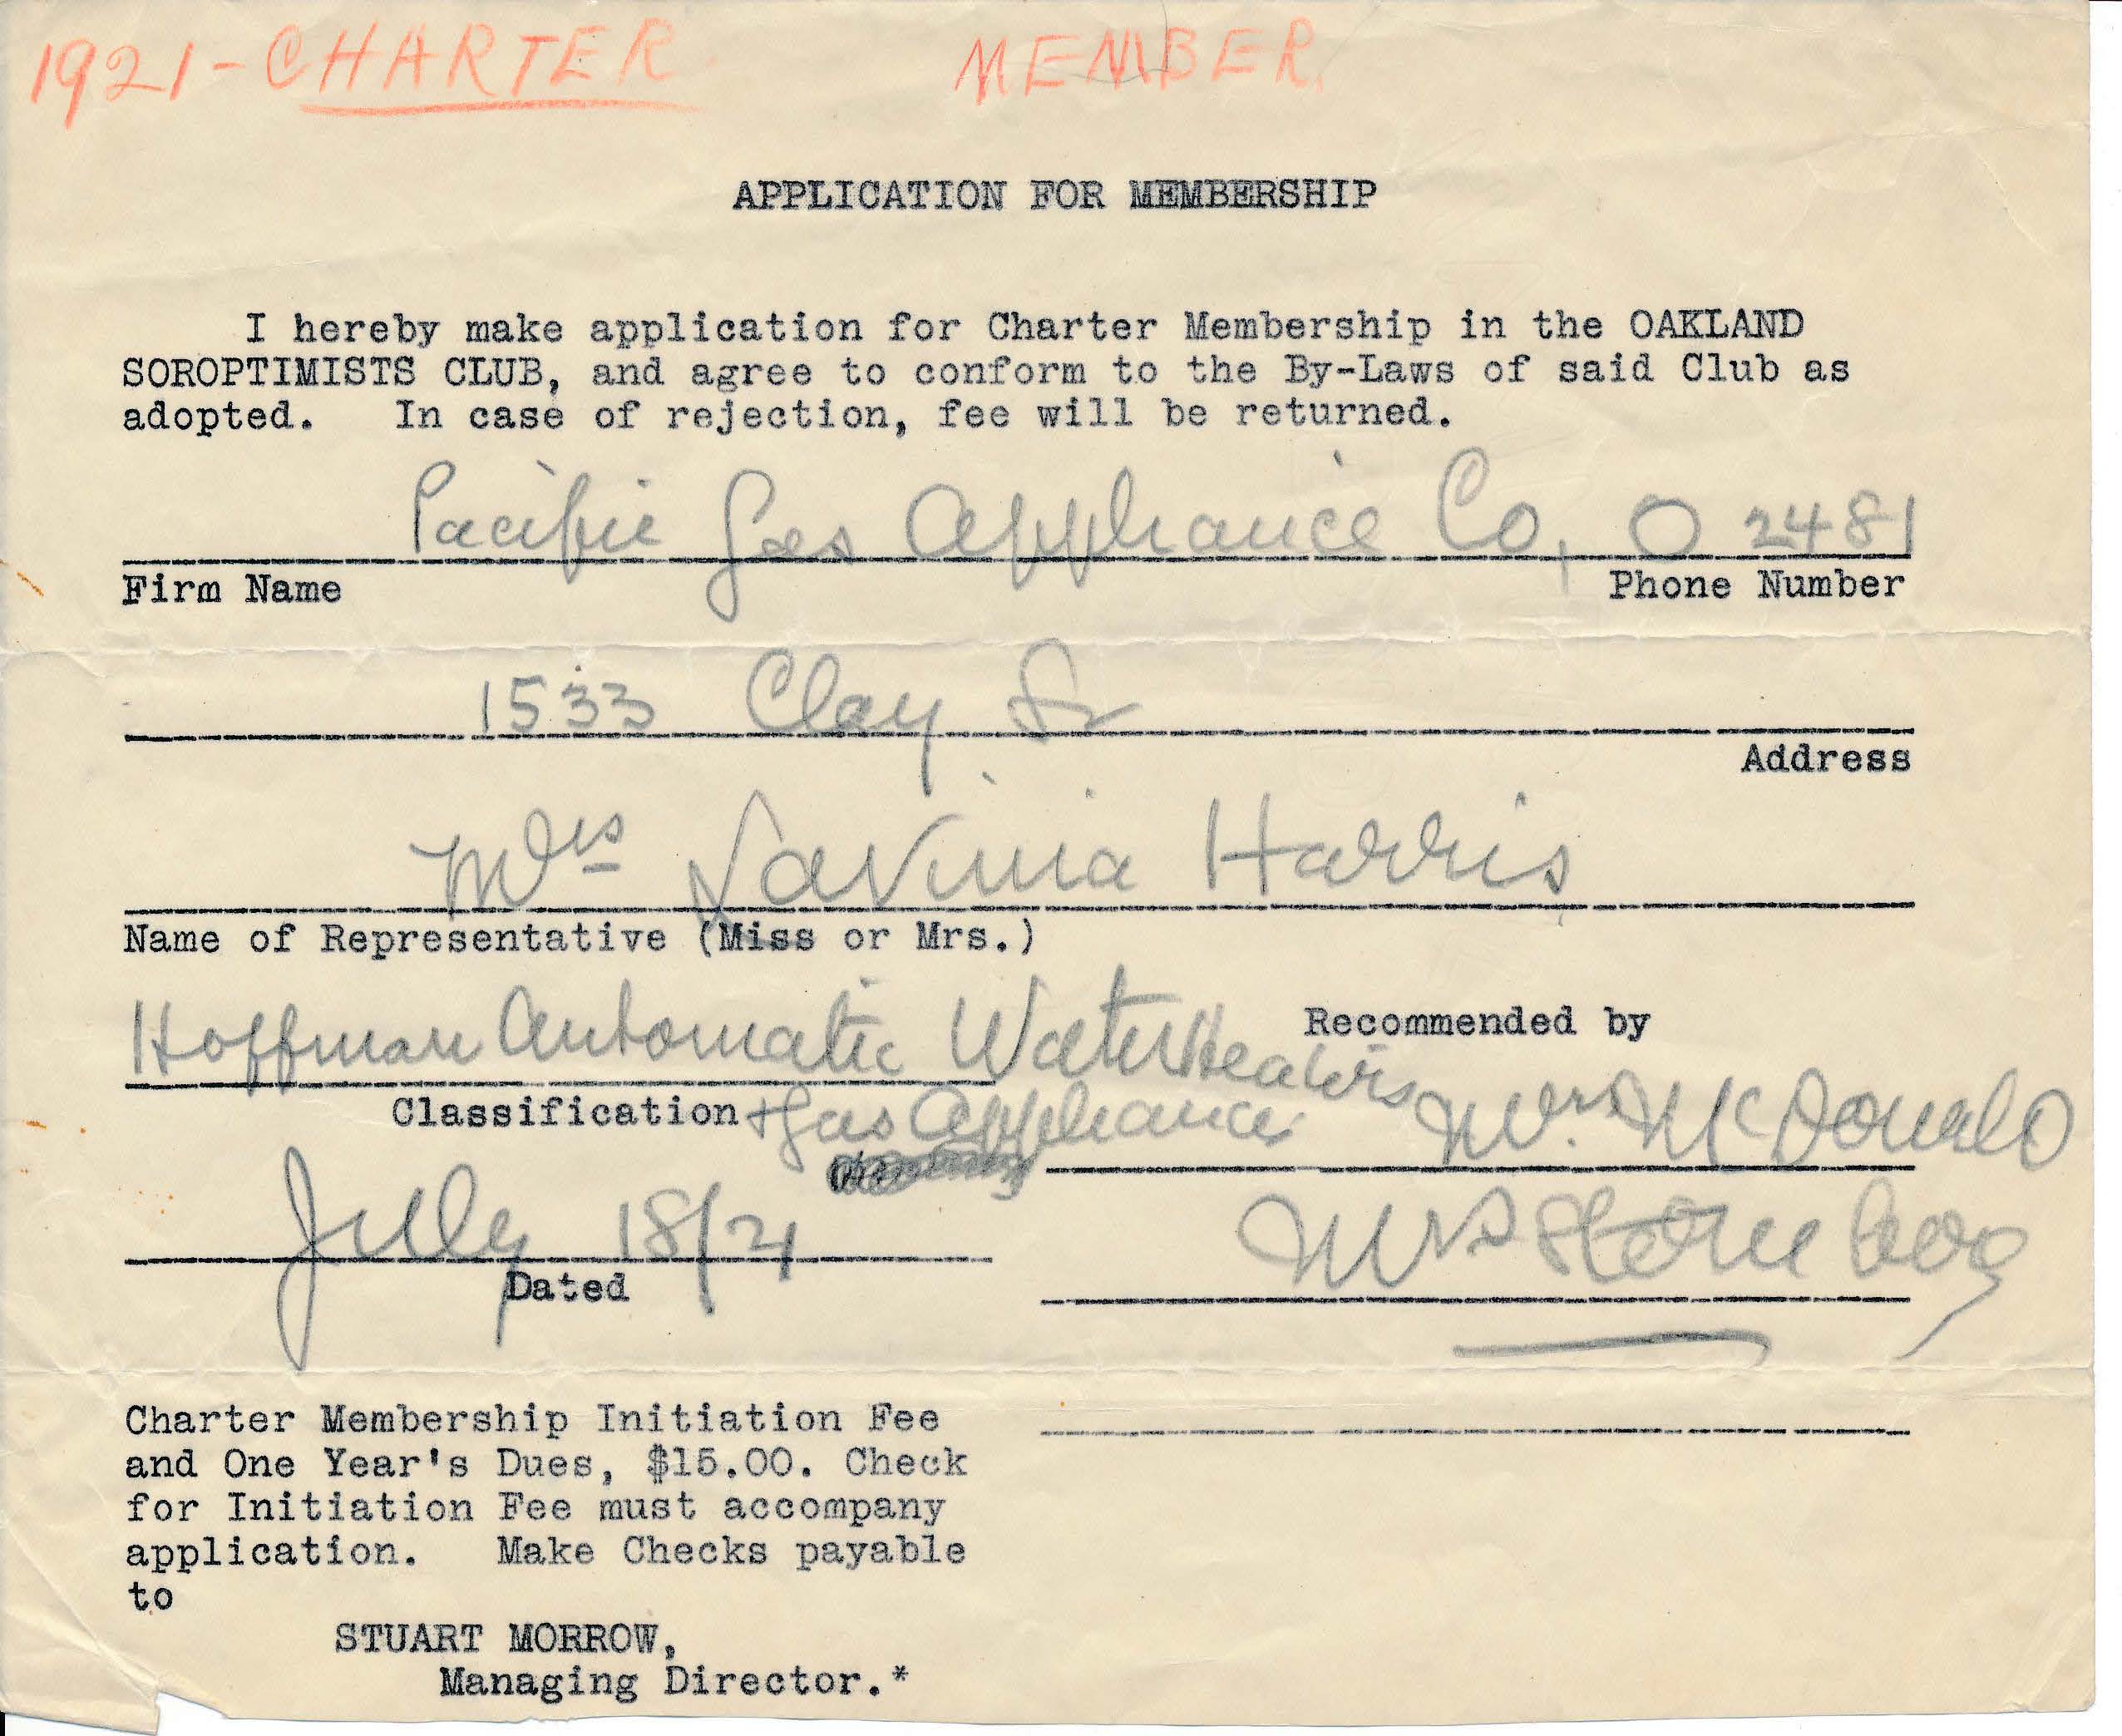 1921 - CHARTER MEMBER
APPLICATION FOR MEMBERSHIP
I hereby make application for Charter Membership in the OAKLAND
SOROPTIMISTS CLUB, and agree to conform to the By-Laws of said Club as
adopted. In case of rejection, fee will be returned.
Pacific Gas Appliance Co, O 2481
Firm Name Phone Number
1533 Clay St
Address
Mrs Lavinia Harris
Name of Representative (Miss or Mrs.)
Hoffman Automatic Water Heaters
Recommended by
Classification + Gas Appliances
Mrs McDonald
July 18/21
Mrs
Dated
Charter Membership Initiation Fee
and One Year's Dues, $15.00. Check
for Initiation Fee must accompany
application. Make Checks payable
to
STUART MORROW,
Managing Director.*